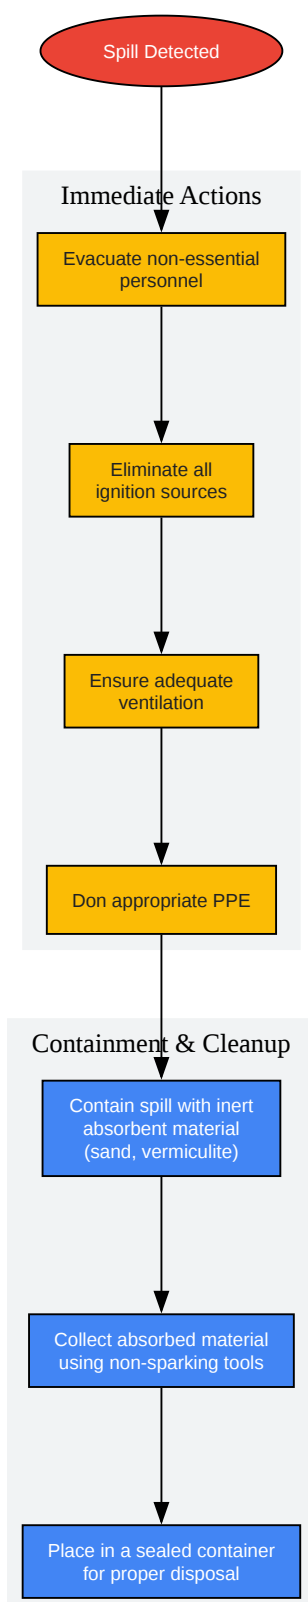 Spill Detected
Immediate Actions
Evacuate non-essential
personnel
Eliminate all
ignition sources
Ensure adequate
ventilation
Don appropriate PPE
Containment & Cleanup
Contain spill with inert
absorbent material
(sand, vermiculite)
Collect absorbed material
using non-sparking tools
Place in a sealed container
for proper disposal